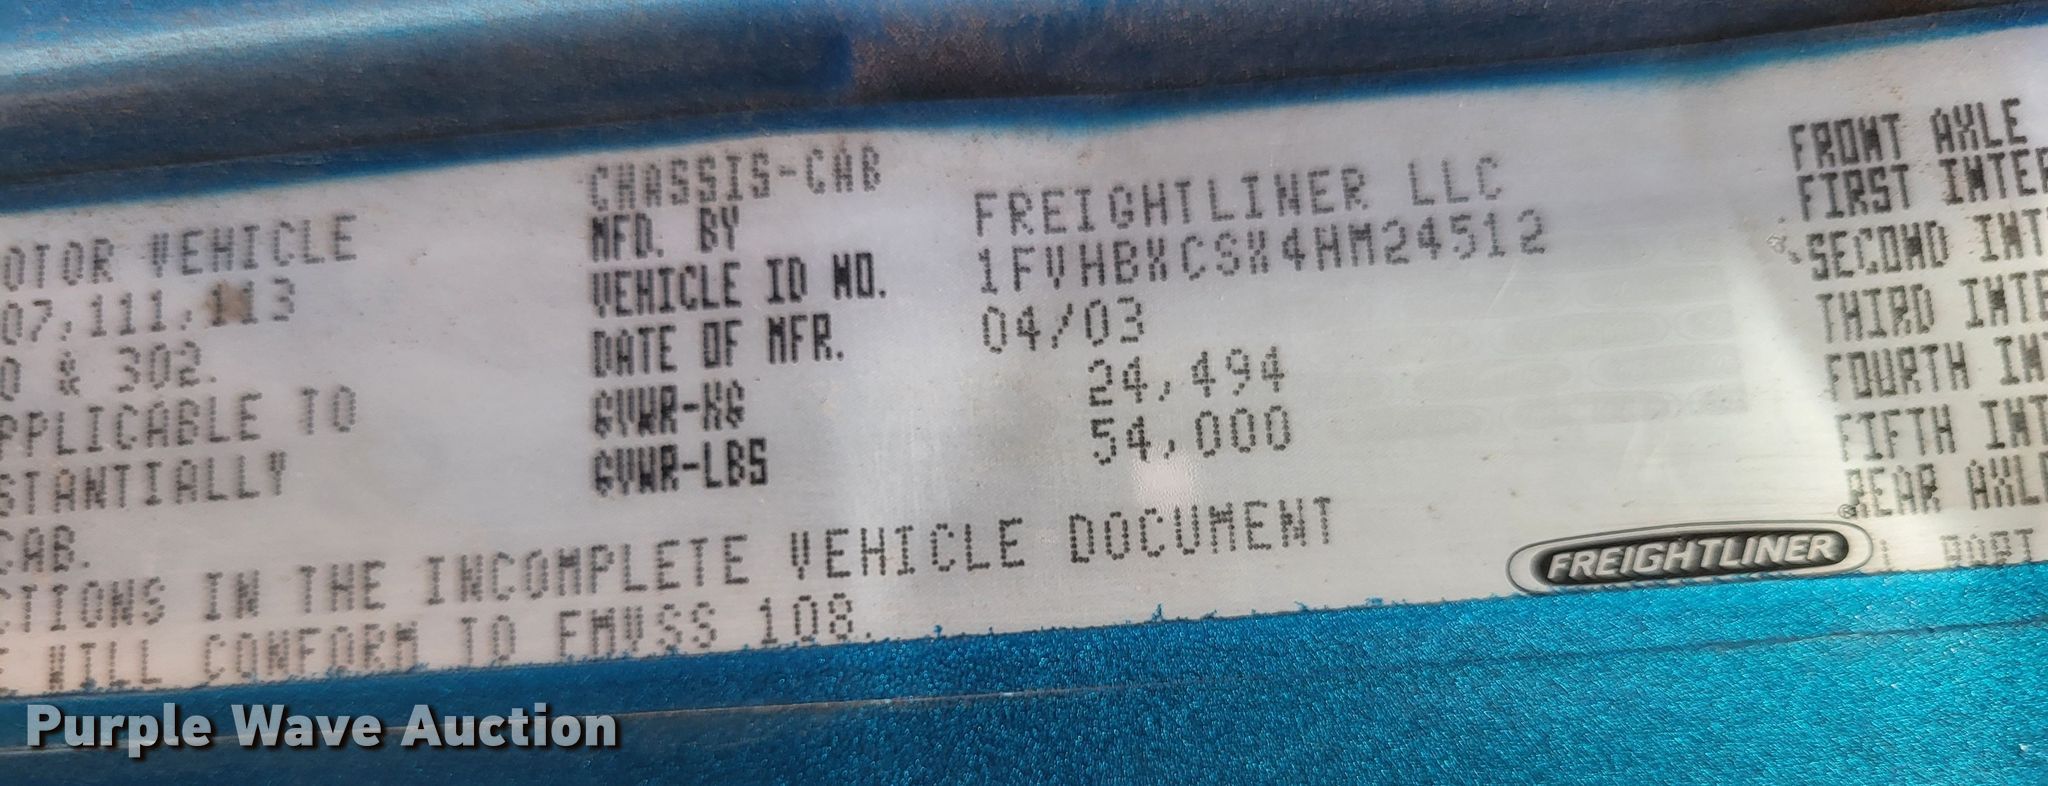 OTOR VEHICLE
07,111,113
0 & 302.
PPLICABLE TO
STANTIALLY
CAB.
CTIONS IN THE INCOMPLETE VEHICLE DOCUMENT
E WILL CONFORM TO FMVSS 108.
CHASSIS-CAB
MFD. BY FREIGHTLINER LLC
VEHICLE ID NO. 1FVHBXCSX4HM24512
DATE OF MFR. 04/03
GVWR-KG 24,494
GVWR-LBS 54,000
FRONT AXLE
FIRST INTER
SECOND INT
THIRD INTE
FOURTH IN
FIFTH INT
REAR AXL
FREIGHTLINER®
Purple Wave Auction